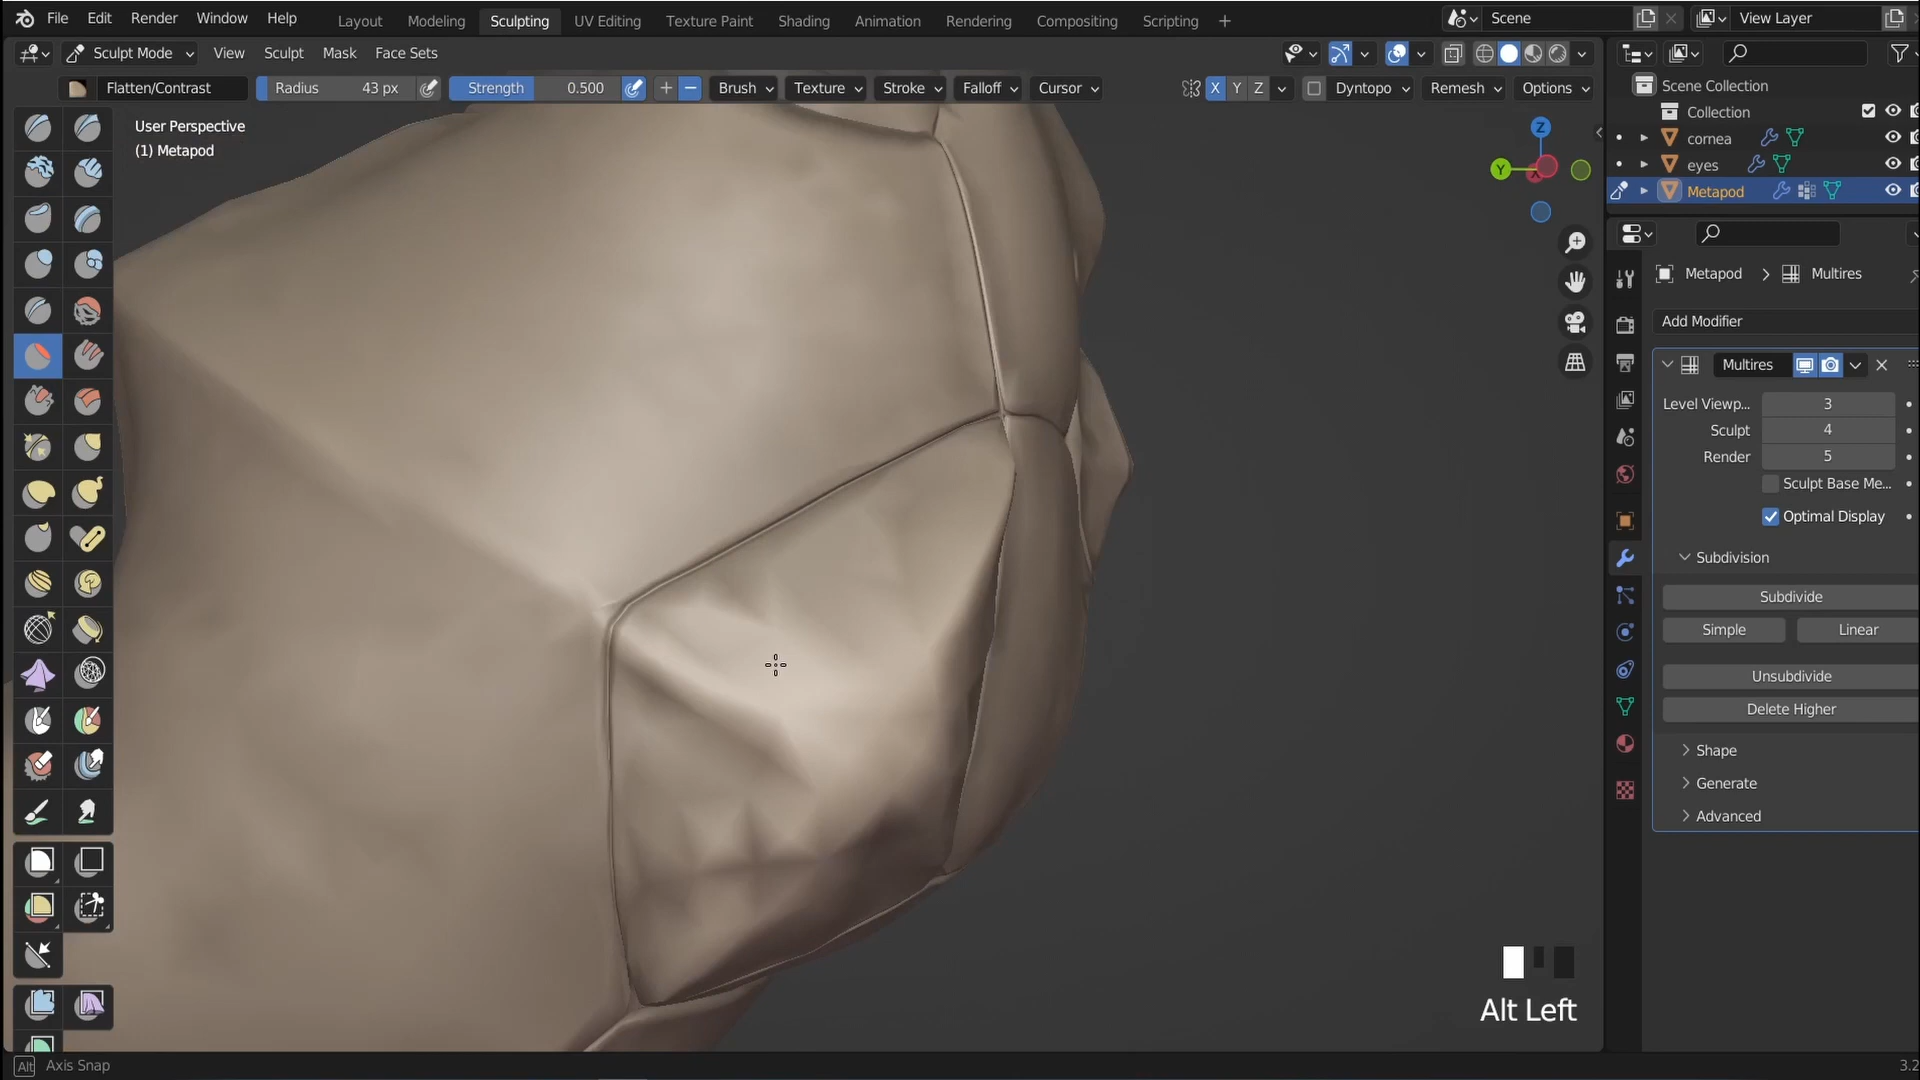 File Edit Render Window Help Layout Modeling Sculpting UV Editing Texture Paint Shading Animation Rendering Compositing Scripting + Scene View Layer
Sculpt Mode View Sculpt Mask Face Sets
Flatten/Contrast Radius 43 px Strength 0.500 Brush Texture Stroke Falloff Cursor X Y Z Dyntopo Remesh Options
User Perspective
(1) Metapod
Z
Y
X
Scene Collection
Collection
cornea
eyes
Metapod
Metapod > Multires
Add Modifier
Multires
Level Viewp... 3
Sculpt 4
Render 5
Sculpt Base Me...
Optimal Display
Subdivision
Subdivide
Simple Linear
Unsubdivide
Delete Higher
Shape
Generate
Advanced
Alt Left
Alt Axis Snap
3.2